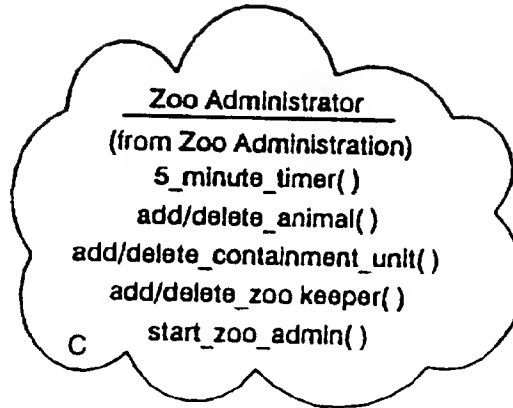 Zoo Administrator
(from Zoo Administration)
5_minute_timer( )
add/delete_animal( )
add/delete_containment_unit( )
add/delete_zoo keeper( )
start_zoo_admin( )
C